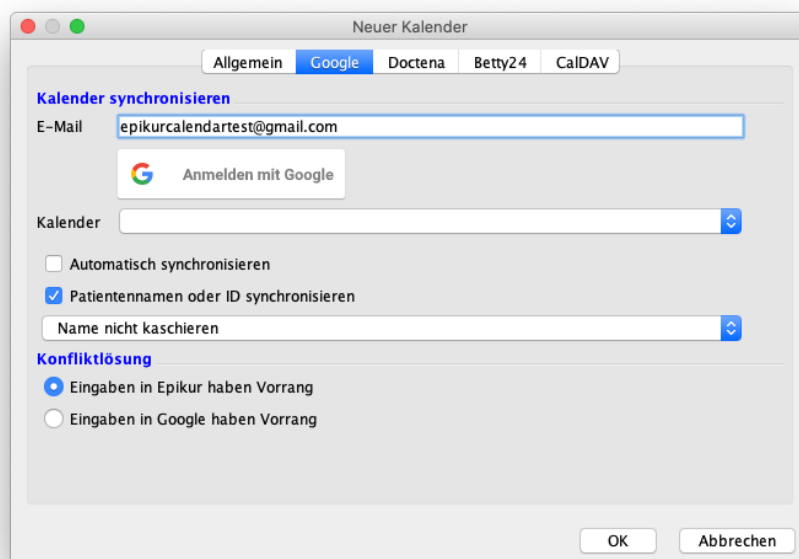 Neuer Kalender
Allgemein Google Doctena Betty24 CalDAV
Kalender synchronisieren
E-Mail epikurcalendartest@gmail.com
Anmelden mit Google
Kalender
Automatisch synchronisieren
Patientennamen oder ID synchronisieren
Name nicht kaschieren
Konfliktlösung
Eingaben in Epikur haben Vorrang
Eingaben in Google haben Vorrang
OK Abbrechen